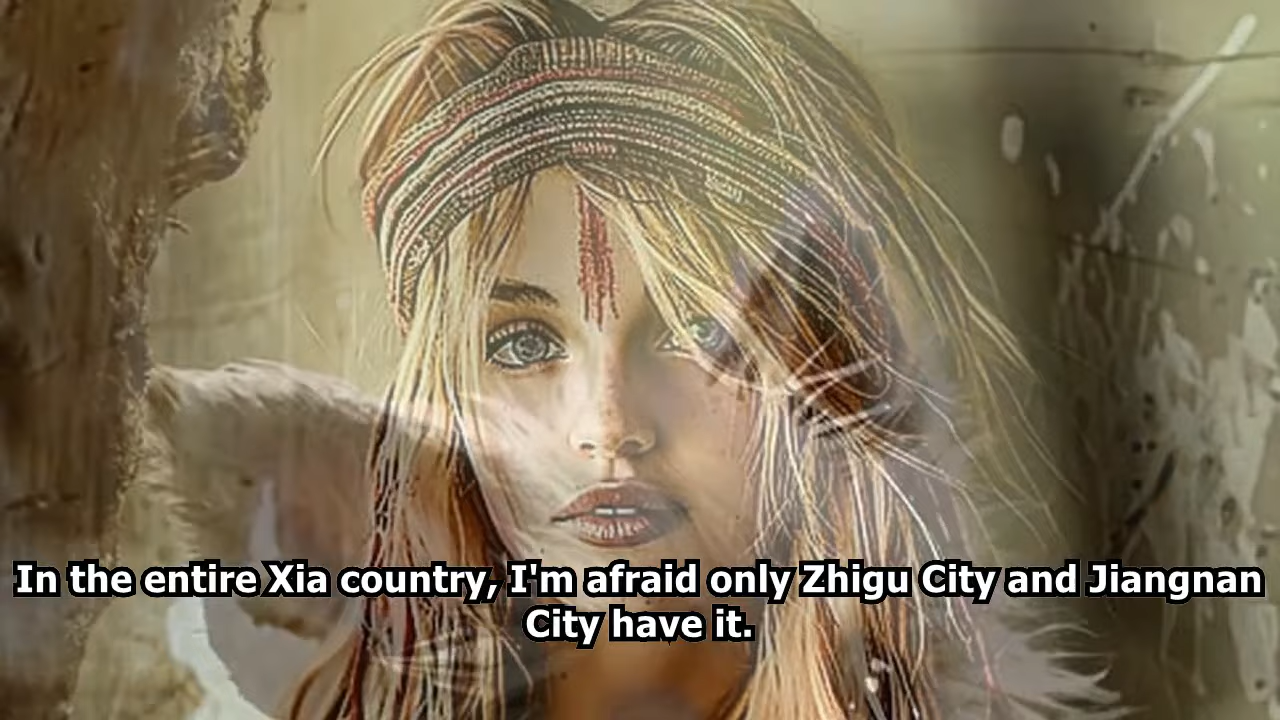 In the entire Xia country, I'm afraid only Zhigu City and Jiangnan
City have it.